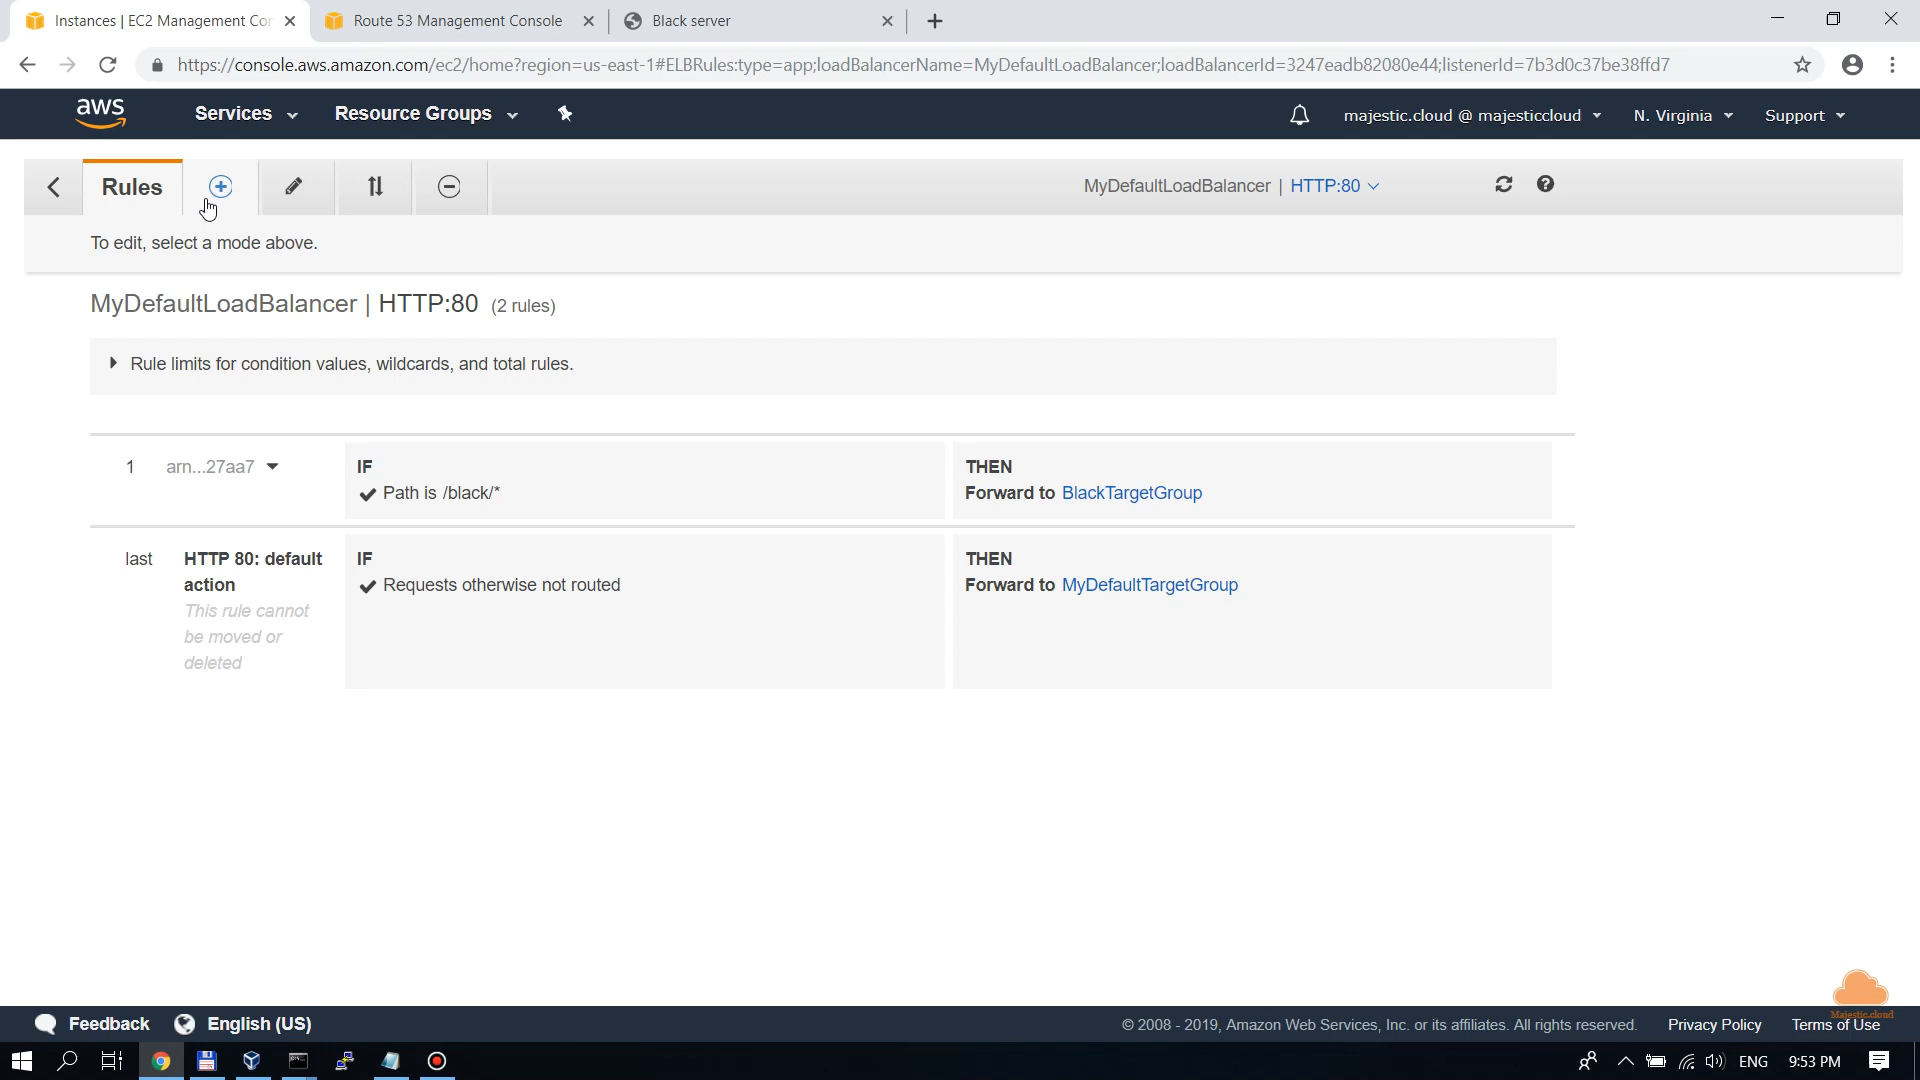 Instances | EC2 Management Con
Route 53 Management Console
Black server
https://console.aws.amazon.com/ec2/home?region=us-east-1#ELBRules:type=app;loadBalancerName=MyDefaultLoadBalancer;loadBalancerId=3247eadb82080e44;listenerId=7b3d0c37be38ffd7
aws
Services
Resource Groups
majestic.cloud @ majesticcloud
N. Virginia
Support
Rules
MyDefaultLoadBalancer | HTTP:80
To edit, select a mode above.
MyDefaultLoadBalancer | HTTP:80 (2 rules)
Rule limits for condition values, wildcards, and total rules.
1 arn...27aa7
IF
Path is /black/*
THEN
Forward to BlackTargetGroup
last
HTTP 80: default
action
This rule cannot
be moved or
deleted
IF
Requests otherwise not routed
THEN
Forward to MyDefaultTargetGroup
Majestic.cloud
Feedback
English (US)
© 2008 - 2019, Amazon Web Services, Inc. or its affiliates. All rights reserved.
Privacy Policy
Terms of Use
ENG
9:53 PM